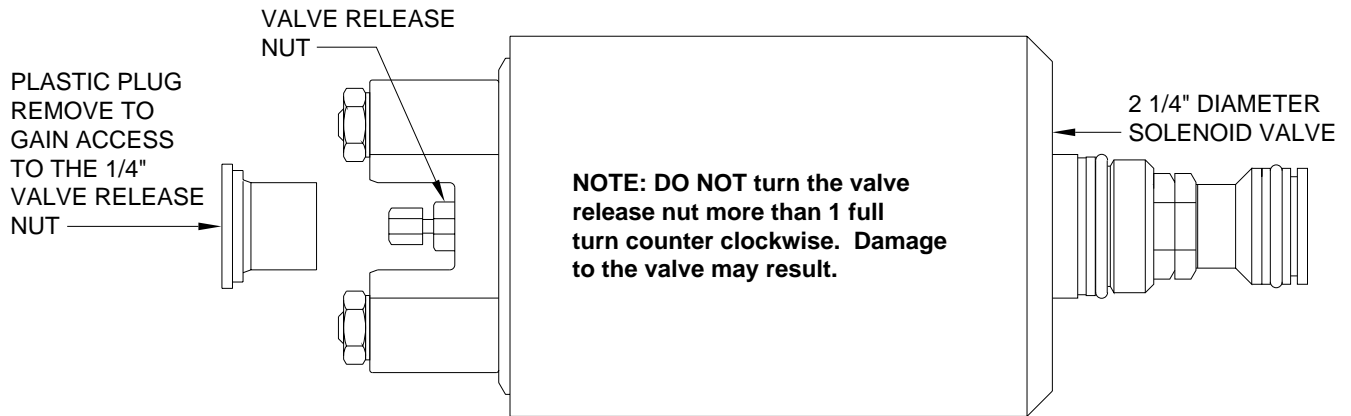 VALVE RELEASE
NUT
PLASTIC PLUG
REMOVE TO
GAIN ACCESS
TO THE 1/4"
VALVE RELEASE
NUT
2 1/4" DIAMETER
SOLENOID VALVE
NOTE: DO NOT turn the valve
release nut more than 1 full
turn counter clockwise.  Damage
to the valve may result.